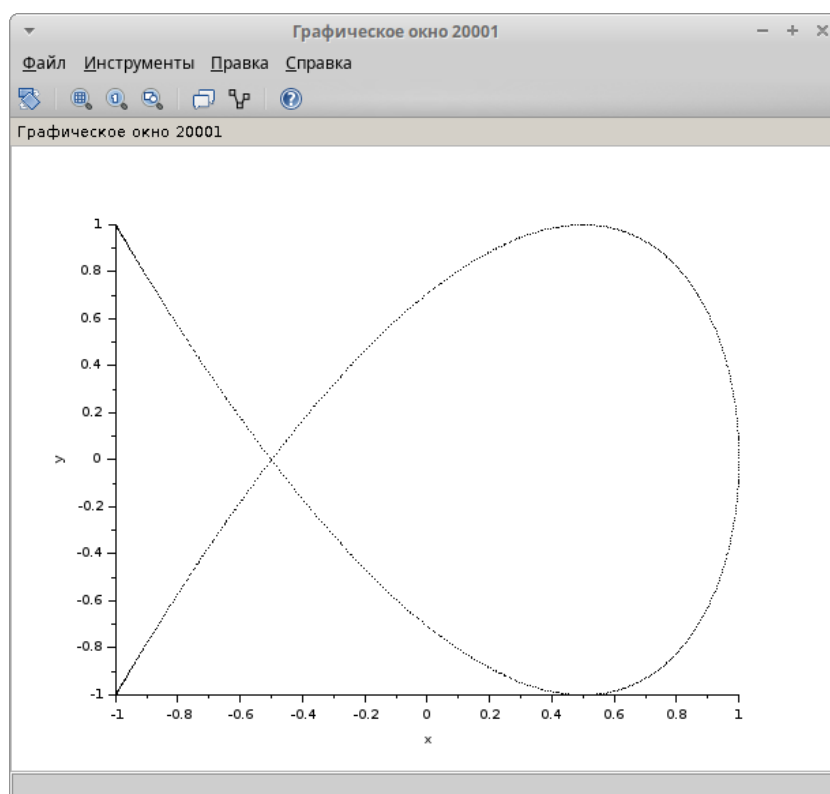 Графическое окно 20001
Файл Инструменты Правка Справка
Графическое окно 20001
1
0.8
0.6
0.4
0.2
y 0
-0.2
-0.4
-0.6
-0.8
-1
-1 -0.8 -0.6 -0.4 -0.2 0 0.2 0.4 0.6 0.8 1
x